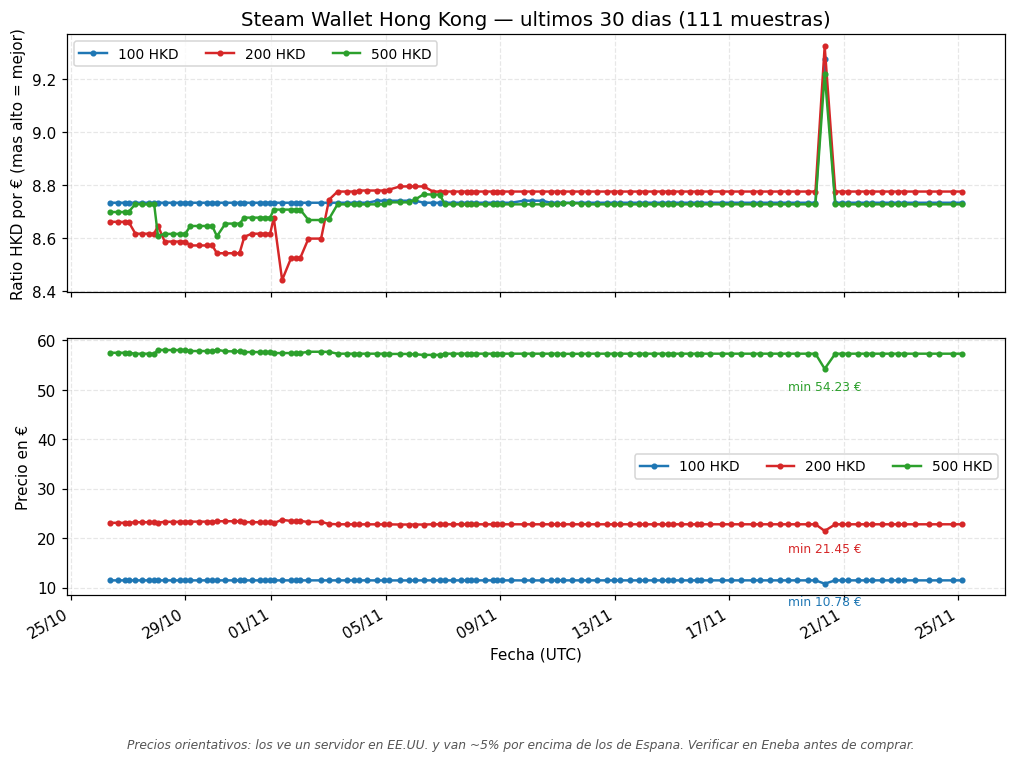 Steam Wallet Hong Kong — ultimos 30 dias (111 muestras)
100 HKD 200 HKD 500 HKD
Ratio HKD por € (mas alto = mejor)
9.2
9.0
8.8
8.6
8.4
60
50
40
30
20
10
Precio en €
min 54.23 €
100 HKD 200 HKD 500 HKD
min 21.45 €
min 10.78 €
25/10 29/10 01/11 05/11 09/11 13/11 17/11 21/11 25/11
Fecha (UTC)
Precios orientativos: los ve un servidor en EE.UU. y van ~5% por encima de los de Espana. Verificar en Eneba antes de comprar.